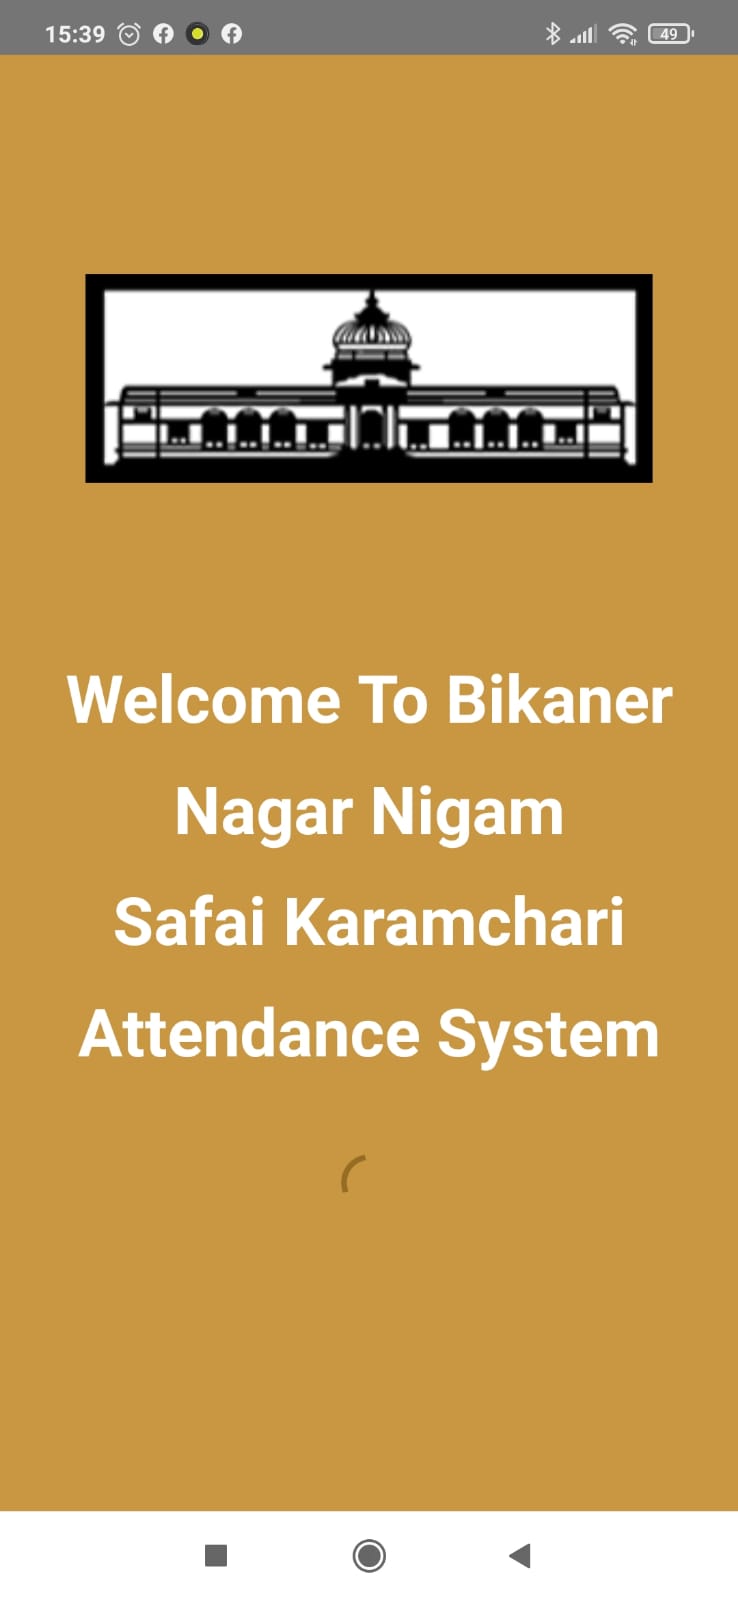 15:39
49
Welcome To Bikaner
Nagar Nigam
Safai Karamchari
Attendance System